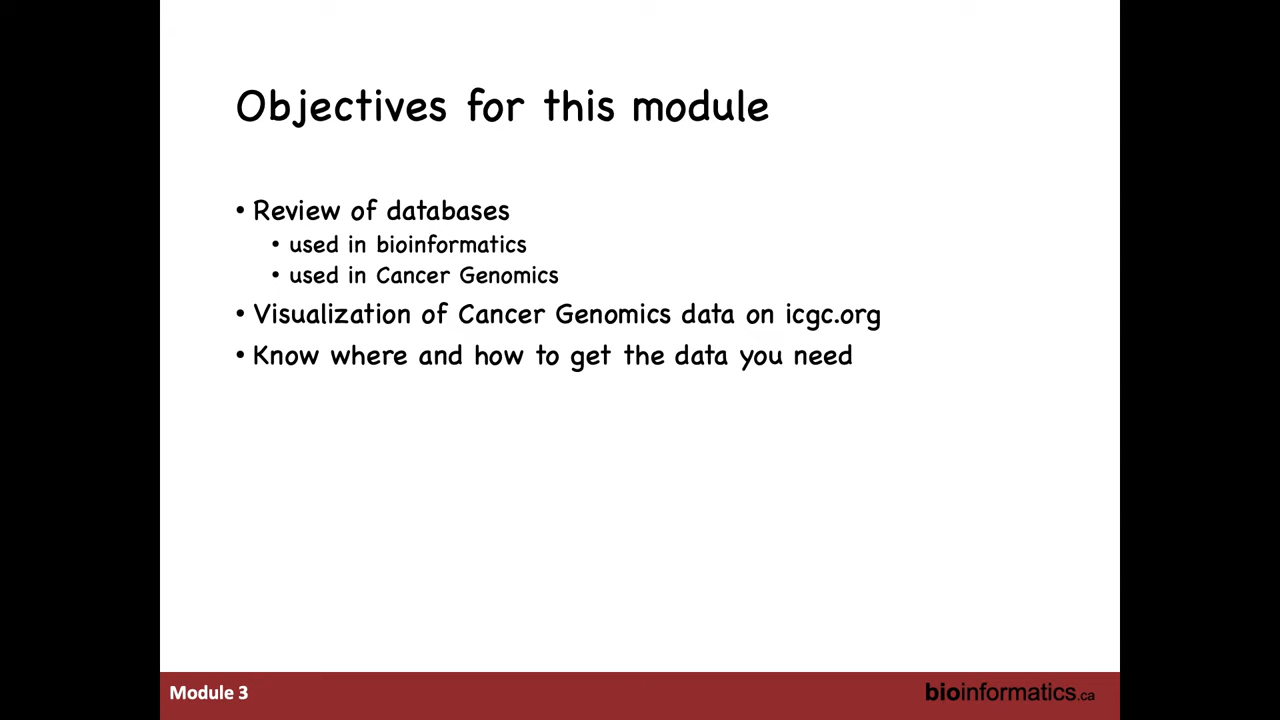 Objectives for this module
• Review of databases
• used in bioinformatics
• used in Cancer Genomics
• Visualization of Cancer Genomics data on icgc.org
• Know where and how to get the data you need
Module 3
bioinformatics.ca